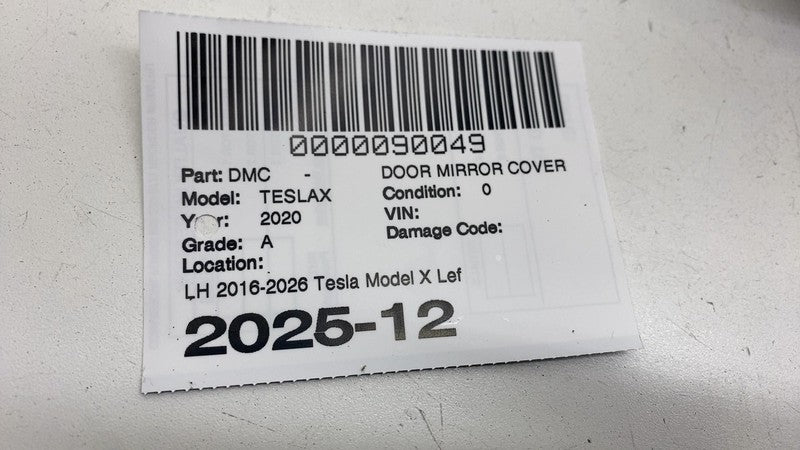 0000090049
Part: DMC - DOOR MIRROR COVER
Model: TESLAX Condition: 0
Year: 2020 VIN:
Grade: A Damage Code:
Location:
LH 2016-2026 Tesla Model X Lef
2025-12